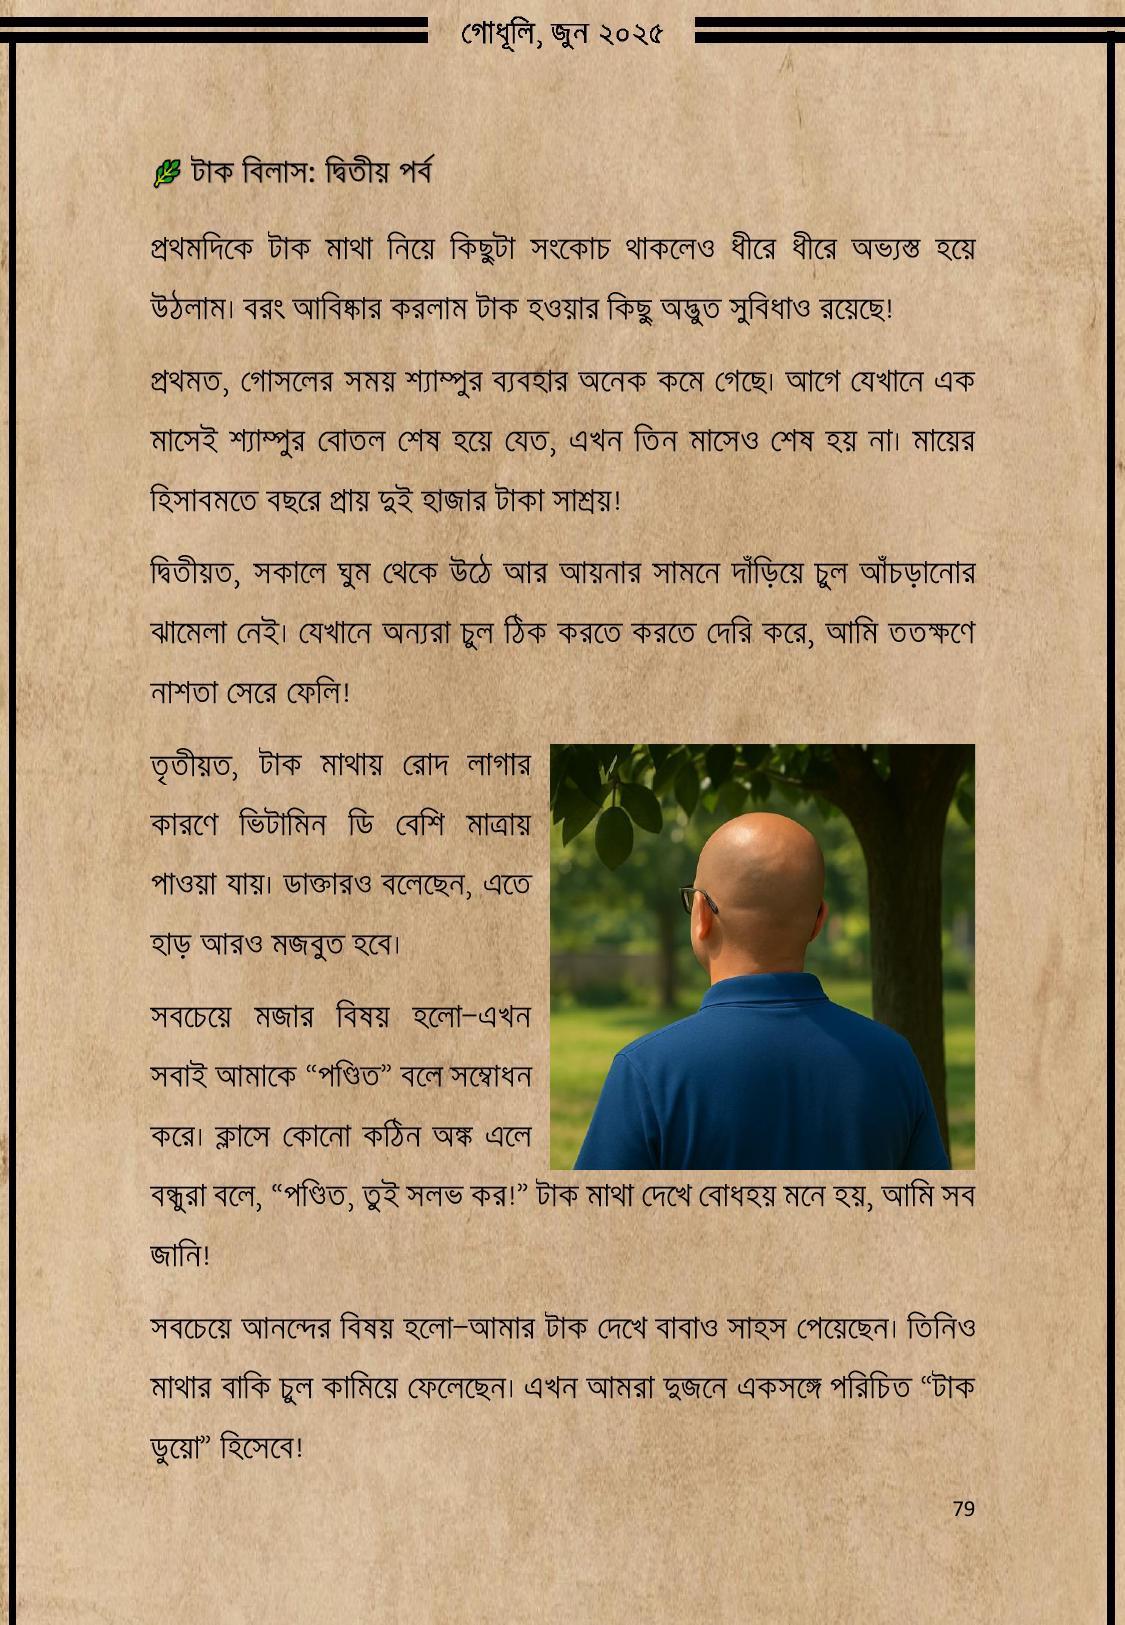 গোধূলি, জুন ২০২৫
টাক বিলাস: দ্বিতীয় পর্ব
প্রথমদিকে টাক মাথা নিয়ে কিছুটা সংকোচ থাকলেও ধীরে ধীরে অভ্যস্ত হয়ে
উঠলাম। বরং আবিষ্কার করলাম টাক হওয়ার কিছু অদ্ভুত সুবিধাও রয়েছে!
প্রথমত, গোসলের সময় শ্যাম্পুর ব্যবহার অনেক কমে গেছে। আগে যেখানে এক
মাসেই শ্যাম্পুর বোতল শেষ হয়ে যেত, এখন তিন মাসেও শেষ হয় না। মায়ের
হিসাবমতে বছরে প্রায় দুই হাজার টাকা সাশ্রয়!
দ্বিতীয়ত, সকালে ঘুম থেকে উঠে আর আয়নার সামনে দাঁড়িয়ে চুল আঁচড়ানোর
ঝামেলা নেই। যেখানে অন্যরা চুল ঠিক করতে করতে দেরি করে, আমি ততক্ষণে
নাশতা সেরে ফেলি!
তৃতীয়ত, টাক মাথায় রোদ লাগার
কারণে ভিটামিন ডি বেশি মাত্রায়
পাওয়া যায়। ডাক্তারও বলেছেন, এতে
হাড় আরও মজবুত হবে।
সবচেয়ে মজার বিষয় হলো–এখন
সবাই আমাকে “পণ্ডিত” বলে সম্বোধন
করে। ক্লাসে কোনো কঠিন অঙ্ক এলে
বন্ধুরা বলে, “পণ্ডিত, তুই সলভ কর!” টাক মাথা দেখে বোধহয় মনে হয়, আমি সব
জানি!
সবচেয়ে আনন্দের বিষয় হলো–আমার টাক দেখে বাবাও সাহস পেয়েছেন। তিনিও
মাথার বাকি চুল কামিয়ে ফেলেছেন। এখন আমরা দুজনে একসঙ্গে পরিচিত “টাক
ডুয়ো” হিসেবে!
79